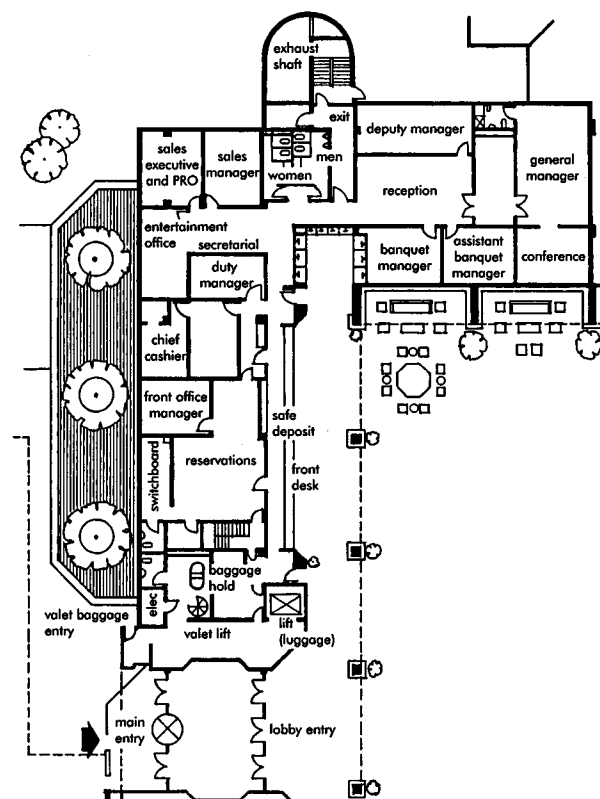 exhaust
shaft
exit
deputy manager
sales
executive
and PRO
sales
manager
men
women
general
manager
reception
entertainment
office
secretarial
duty
manager
banquet
manager
assistant
banquet
manager
conference
chief
cashier
front office
manager
safe
deposit
switchboard
reservations
front
desk
baggage
hold
elec
valet baggage
entry
valet lift
lift
(luggage)
main
entry
lobby entry